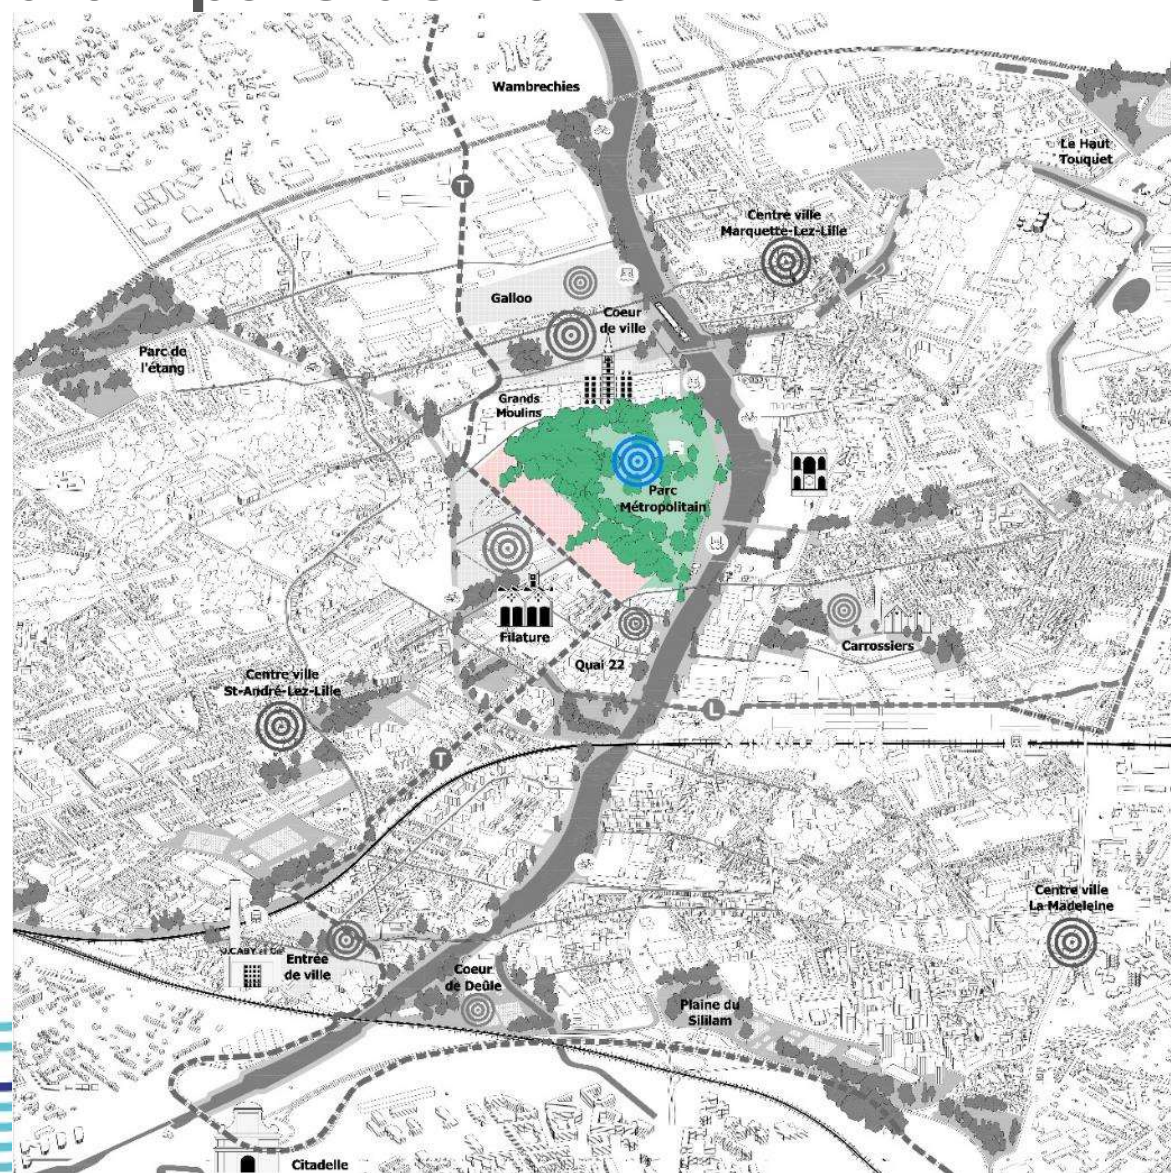 Wambrechies
Le Haut
Touquet
T
Centre ville
Marquette-Lez-Lille
Galloo
Coeur
de ville
Parc de
l'étang
Grands
Moulins
Parc
Métropolitain
Filature
Carrossiers
Quai 22
Centre ville
St-André-Lez-Lille
L
T
Centre ville
La Madeleine
Entrée
de ville
Coeur
de Deûle
Plaine du
Sililam
Citadelle